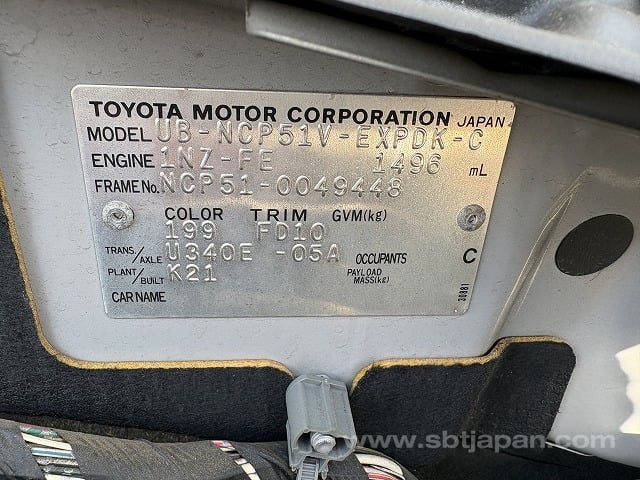 TOYOTA MOTOR CORPORATION JAPAN
MODEL UB-NCP51V-EXPDK-C
ENGINE 1NZ-FE 1496 mL
FRAME No. NCP51-0049448
COLOR TRIM GVM(kg)
199 FD10
TRANS./AXLE U340E -05A OCCUPANTS C
PLANT/BUILT K21 PAYLOAD MASS(kg)
CAR NAME
30881
www.sbtjapan.com